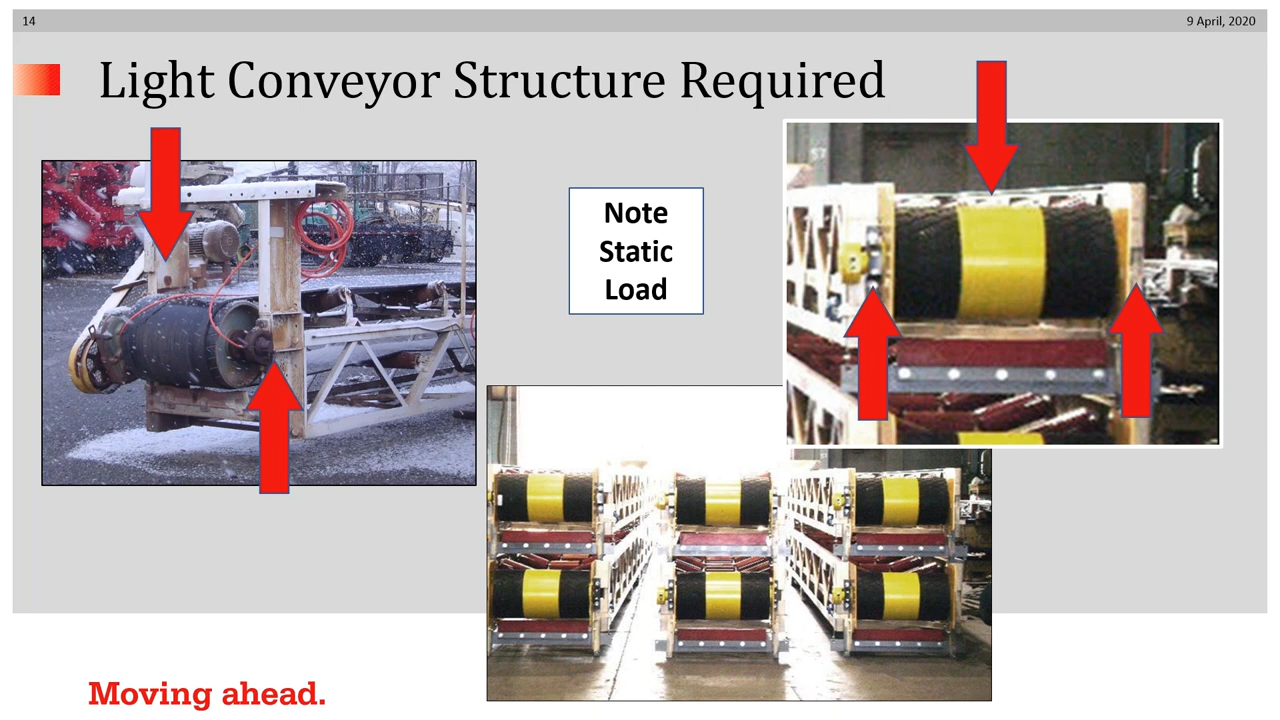 14
9 April, 2020
Light Conveyor Structure Required
Note
Static
Load
Moving ahead.